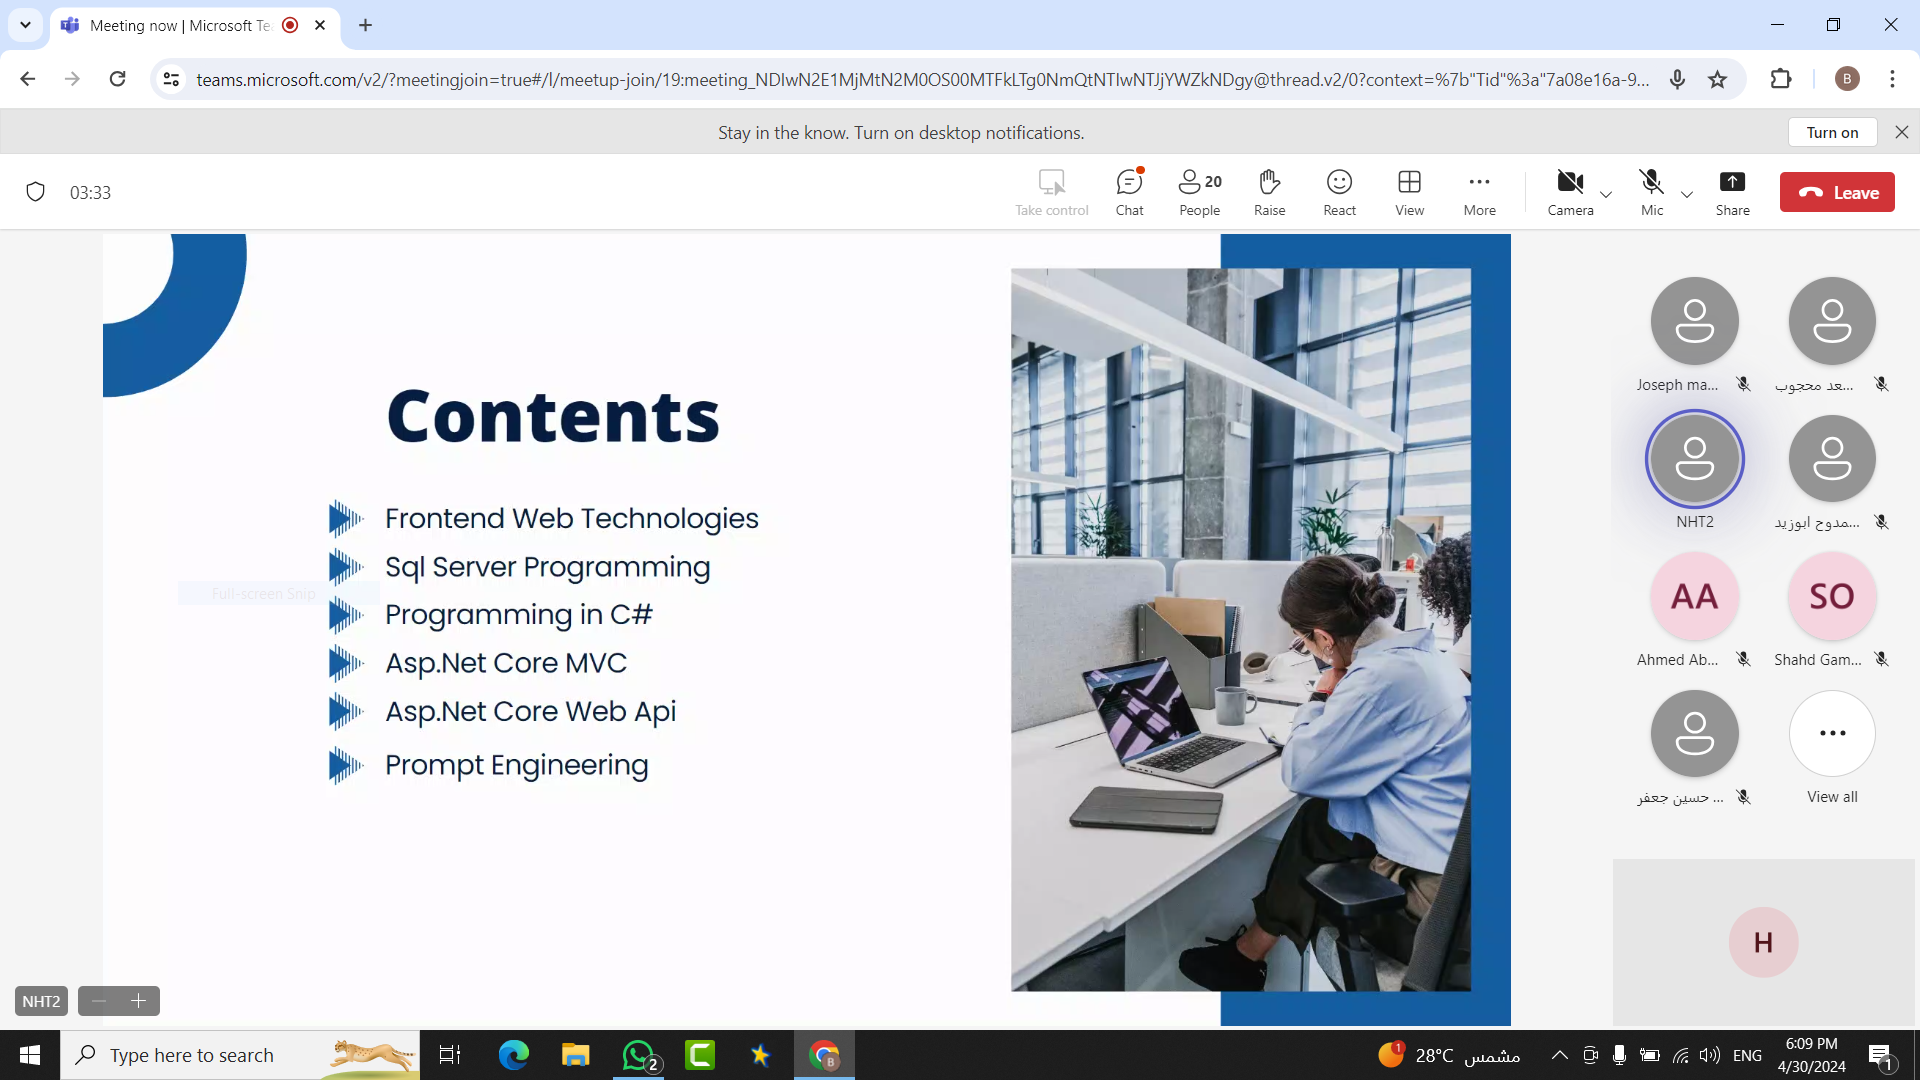 Meeting now | Microsoft Te
teams.microsoft.com/v2/?meetingjoin=true#/l/meetup-join/19:meeting_NDIwN2E1MjMtN2M0OS00MTFkLTg0NmQtNTIwNTJjYWZkNDgy@thread.v2/0?context=%7b"Tid"%3a"7a08e16a-9...
B
Stay in the know. Turn on desktop notifications.
Turn on
03:33
Take control
Chat
20
People
Raise
React
View
More
Camera
Mic
Share
Leave
Contents
Frontend Web Technologies
Sql Server Programming
Programming in C#
Asp.Net Core MVC
Asp.Net Core Web Api
Prompt Engineering
Full-screen Snip
Joseph ma...
...عد محجوب
NHT2
...مدوح ابوزيد
AA
SO
Ahmed Ab...
Shahd Gam...
... حسين جعفر
View all
H
NHT2
Type here to search
2
B
1
28°C مشمس
ENG
6:09 PM
4/30/2024
1